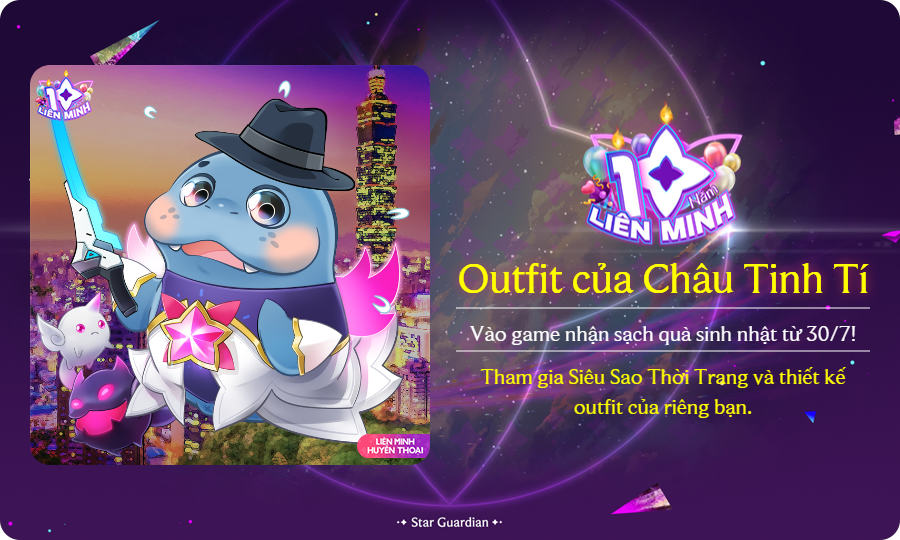 10
LIÊN MINH
LIÊN MINH
HUYỀN THOẠI
10
Năm
LIÊN MINH
Outfit của Châu Tinh Tí
Vào game nhận sạch quà sinh nhật từ 30/7!
Tham gia Siêu Sao Thời Trang và thiết kế
outfit của riêng bạn.
Star Guardian